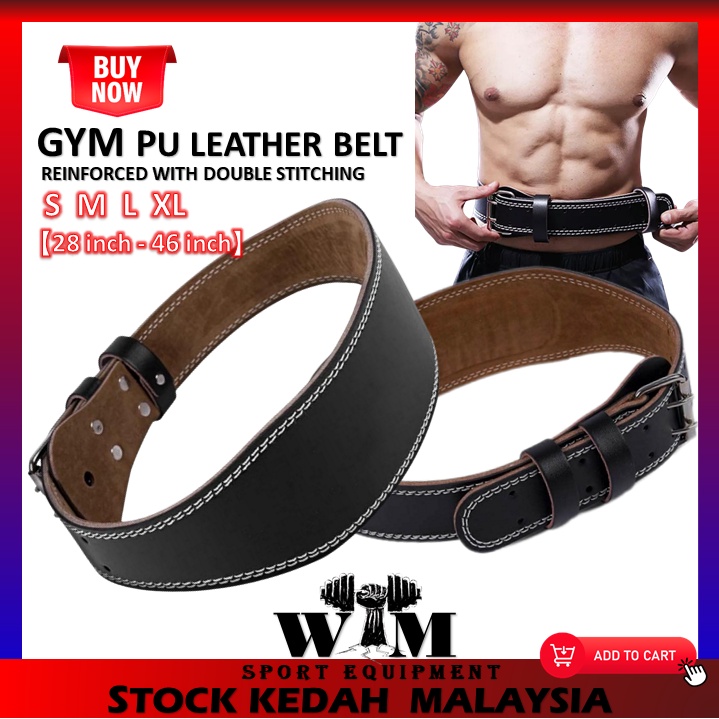 BUY
NOW
GYM PU LEATHER BELT
REINFORCED WITH DOUBLE STITCHING
S M L XL
【28 inch - 46 inch】
WM
SPORT EQUIPMENT
ADD TO CART
STOCK KEDAH MALAYSIA